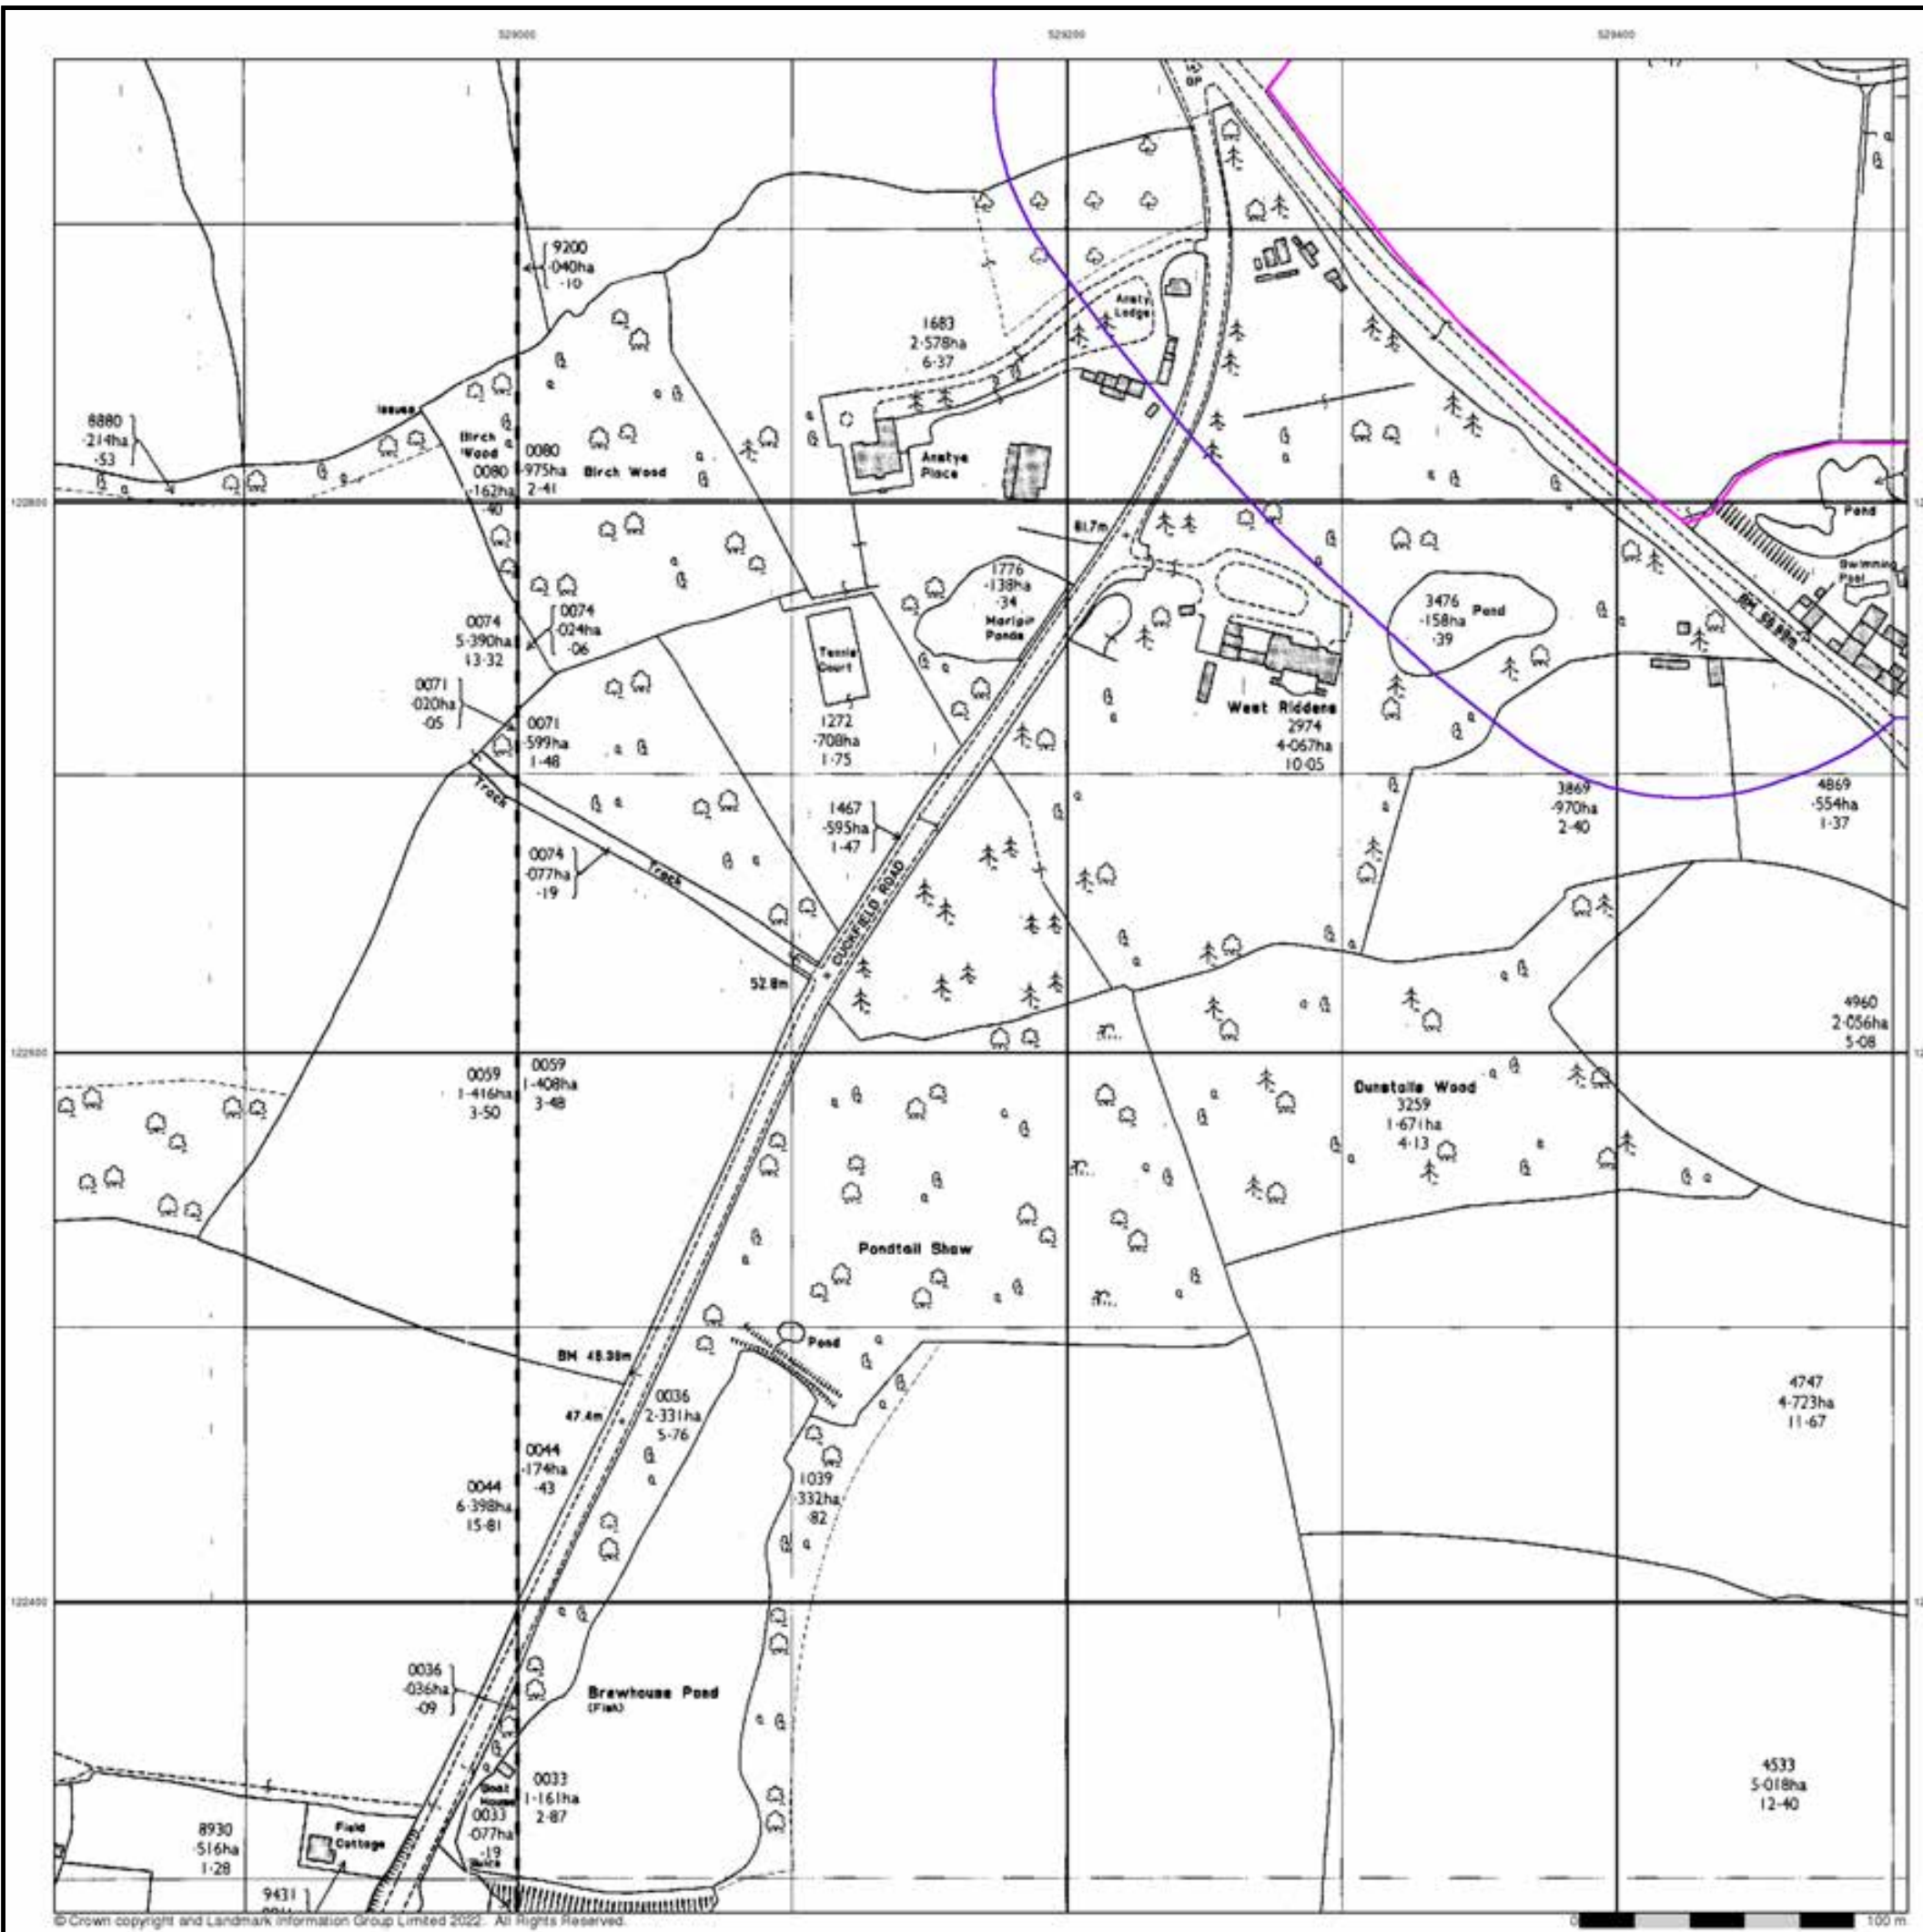 529000
529200
529400
GP
9200
·040ha
·10
Ansty
Lodge
1683
2·578ha
6·37
Issues
8880
·214ha
·53
Birch
Wood
0080
·162ha
·40
0080
·975ha
2·41
Birch Wood
Anstye
Place
122800
Pond
61.7m
1776
·138ha
·34
Marlpit
Ponds
3476
·158ha
·39
Pond
Swimming
Pool
0074
5·390ha
13·32
0074
·024ha
·06
Tennis
Court
0071
·020ha
·05
West Riddens
2974
4·067ha
10·05
0071
·599ha
1·48
1272
·708ha
1·75
Track
3869
·970ha
2·40
4869
·554ha
1·37
1467
·595ha
1·47
0074
·077ha
·19
Track
CUCKFIELD ROAD
52.8m
4960
2·056ha
5·08
122600
0059
1·416ha
3·50
0059
1·408ha
3·48
Dunstalls Wood
3259
1·671ha
4·13
Pondtail Shaw
Pond
BM 48.38m
47.4m
0036
2·331ha
5·76
4747
4·723ha
11·67
0044
·174ha
·43
0044
6·398ha
15·81
1039
·332ha
·82
122400
0036
·036ha
·09
Brewhouse Pond
(Fish)
Boat
House
0033
1·161ha
2·87
0033
·077ha
·19
4533
5·018ha
12·40
8930
·516ha
1·28
Field
Cottage
9431
© Crown copyright and Landmark Information Group Limited 2022. All Rights Reserved.
0
100 m